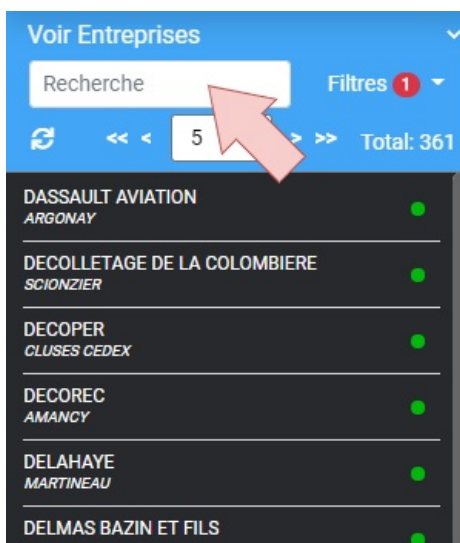 Voir Entreprises
Recherche
Filtres 1
<< < 5 > >> Total: 361
DASSAULT AVIATION
ARGONAY
DECOLLETAGE DE LA COLOMBIERE
SCIONZIER
DECOPER
CLUSES CEDEX
DECOREC
AMANCY
DELAHAYE
MARTINEAU
DELMAS BAZIN ET FILS